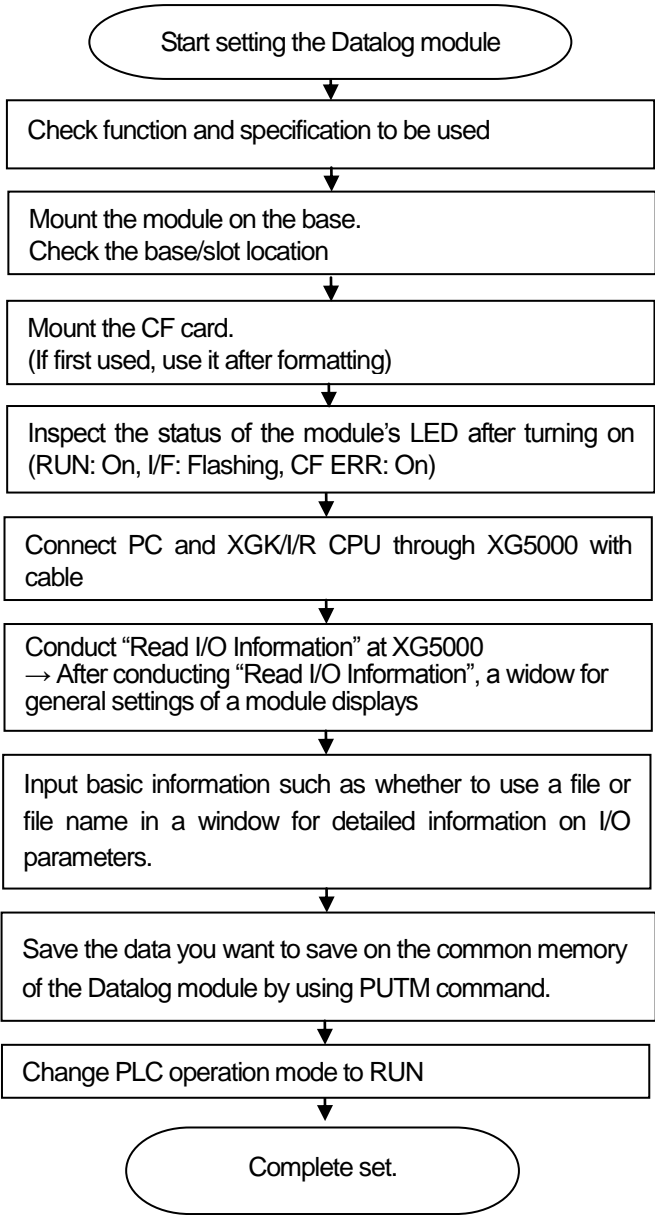 Start setting the Datalog module
Check function and specification to be used
Mount the module on the base.
Check the base/slot location
Mount the CF card.
(If first used, use it after formatting)
Inspect the status of the module's LED after turning on
(RUN: On, I/F: Flashing, CF ERR: On)
Connect PC and XGK/I/R CPU through XG5000 with
cable
Conduct “Read I/O Information” at XG5000
→ After conducting “Read I/O Information”, a widow for
general settings of a module displays
Input basic information such as whether to use a file or
file name in a window for detailed information on I/O
parameters.
Save the data you want to save on the common memory
of the Datalog module by using PUTM command.
Change PLC operation mode to RUN
Complete set.